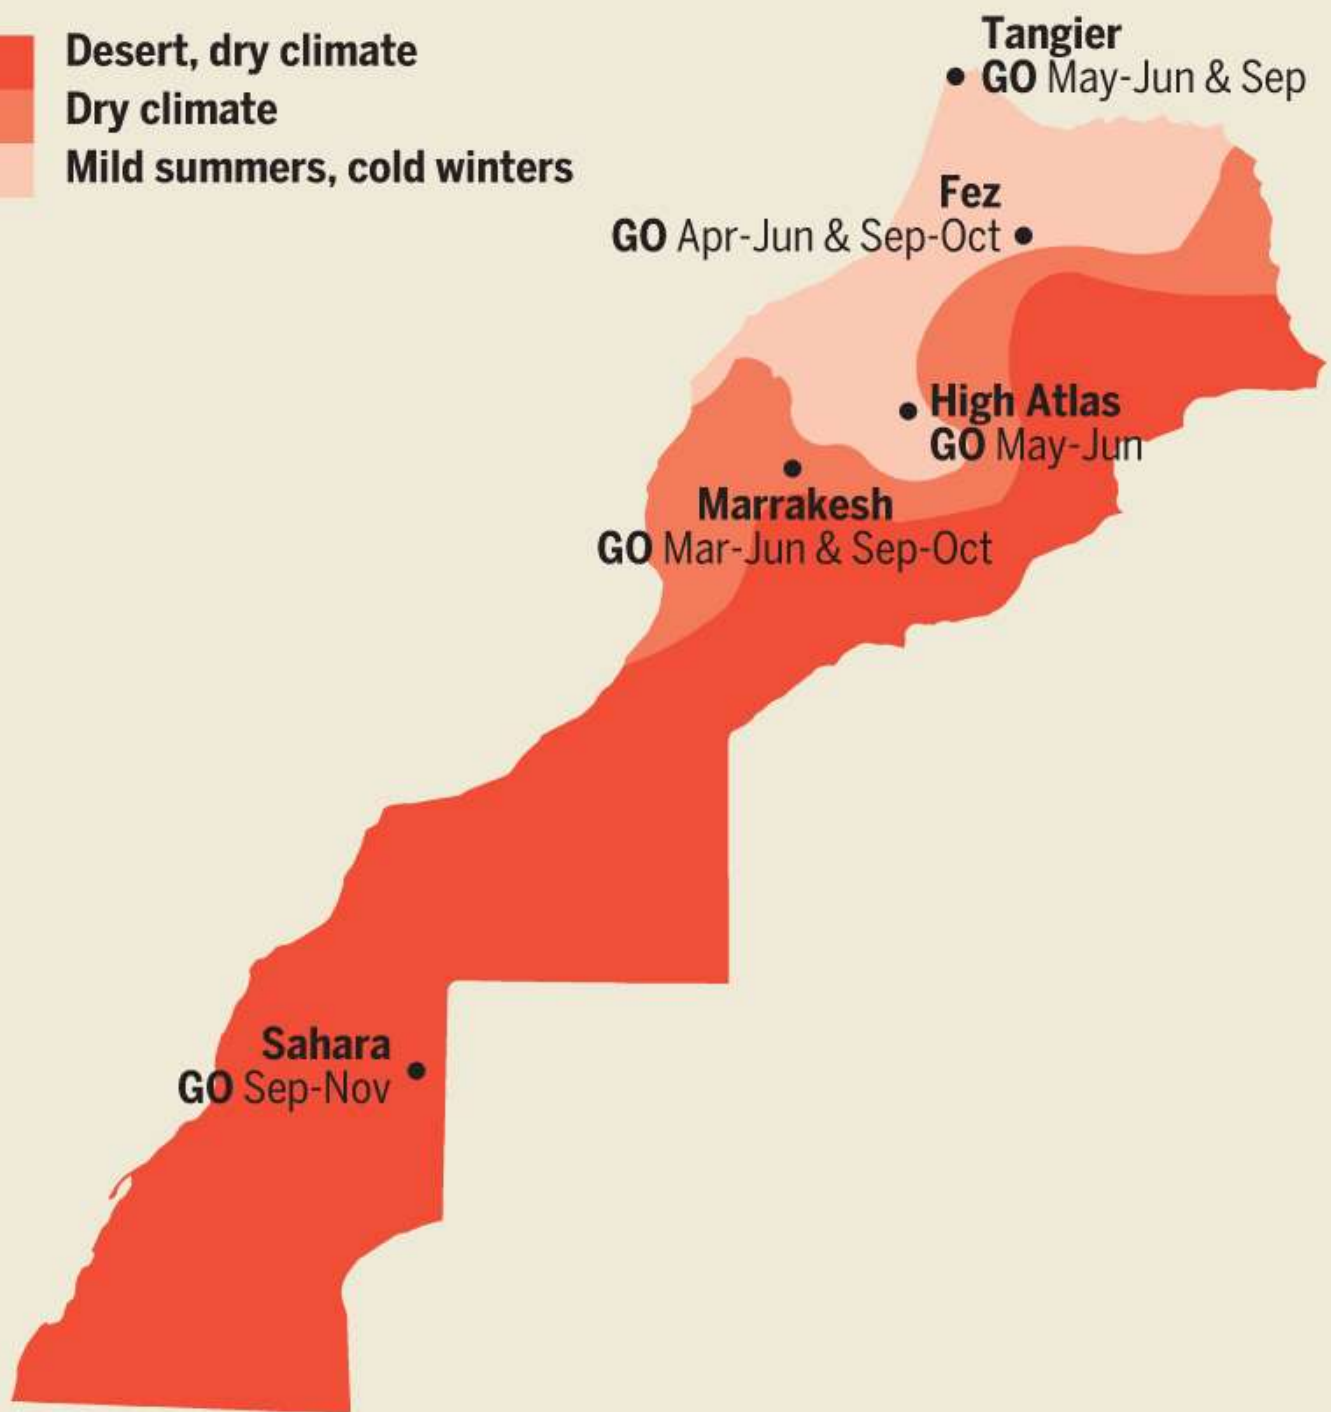 Desert, dry climate
Dry climate
Mild summers, cold winters
Tangier
GO May-Jun & Sep
Fez
GO Apr-Jun & Sep-Oct
High Atlas
GO May-Jun
Marrakesh
GO Mar-Jun & Sep-Oct
Sahara
GO Sep-Nov